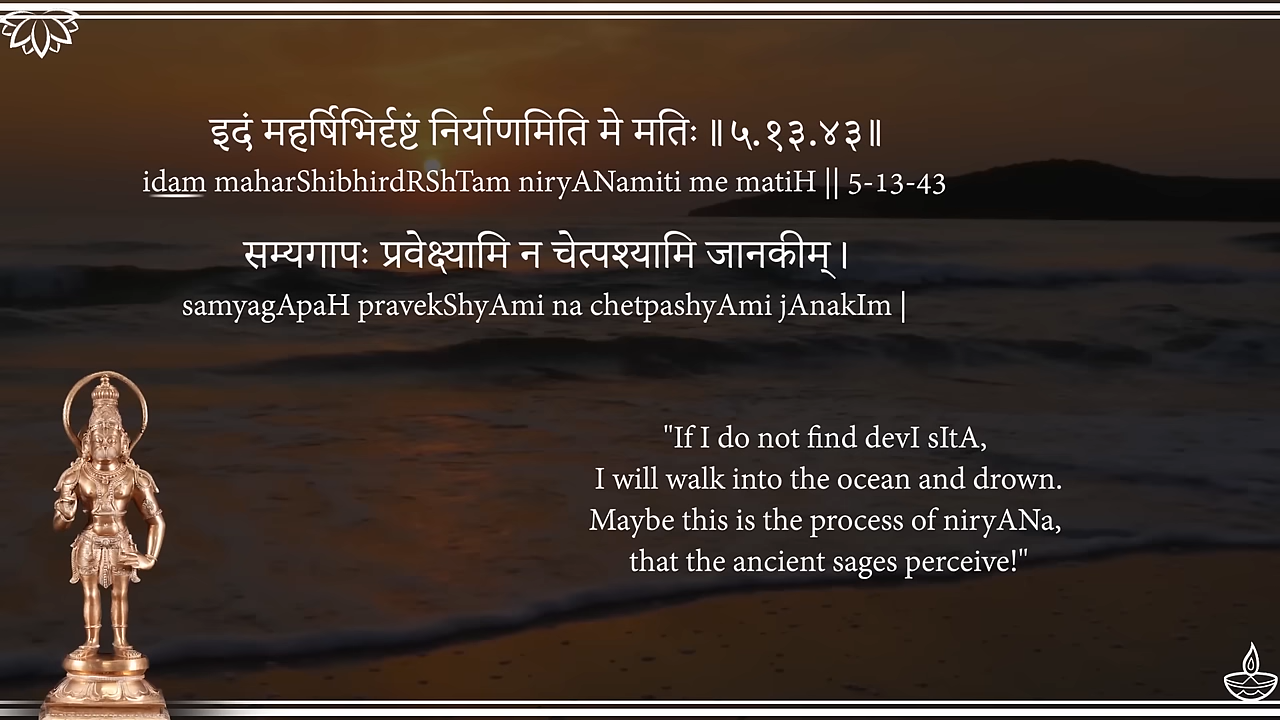 इदं महर्षिभिर्दृष्टं निर्याणमिति मे मतिः ॥५.१३.४३॥
idam maharShibhirdRShTam niryANamiti me matiH || 5-13-43
सम्यगापः प्रवेक्ष्यामि न चेत्पश्यामि जानकीम् ।
samyagApaH pravekShyAmi na chetpashyAmi jAnakIm |
"If I do not find devI sItA,
I will walk into the ocean and drown.
Maybe this is the process of niryANa,
that the ancient sages perceive!"